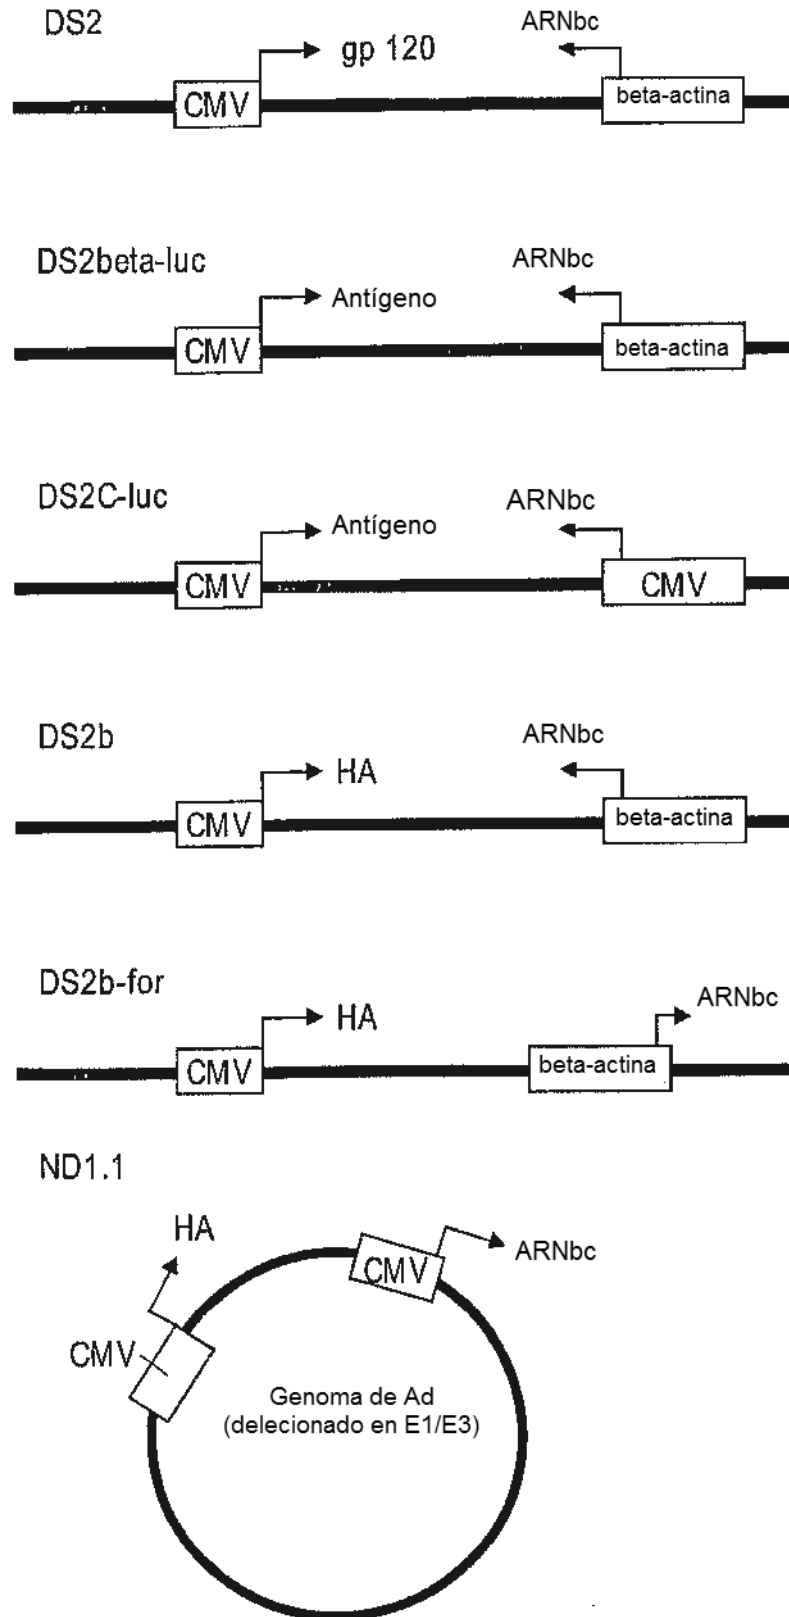 DS2
gp 120
ARNbc
CMV
beta-actina
DS2beta-luc
Antígeno
ARNbc
CMV
beta-actina
DS2C-luc
Antígeno
ARNbc
CMV
CMV
DS2b
HA
ARNbc
CMV
beta-actina
DS2b-for
HA
ARNbc
CMV
beta-actina
ND1.1
HA
CMV
ARNbc
CMV
Genoma de Ad
(delecionado en E1/E3)